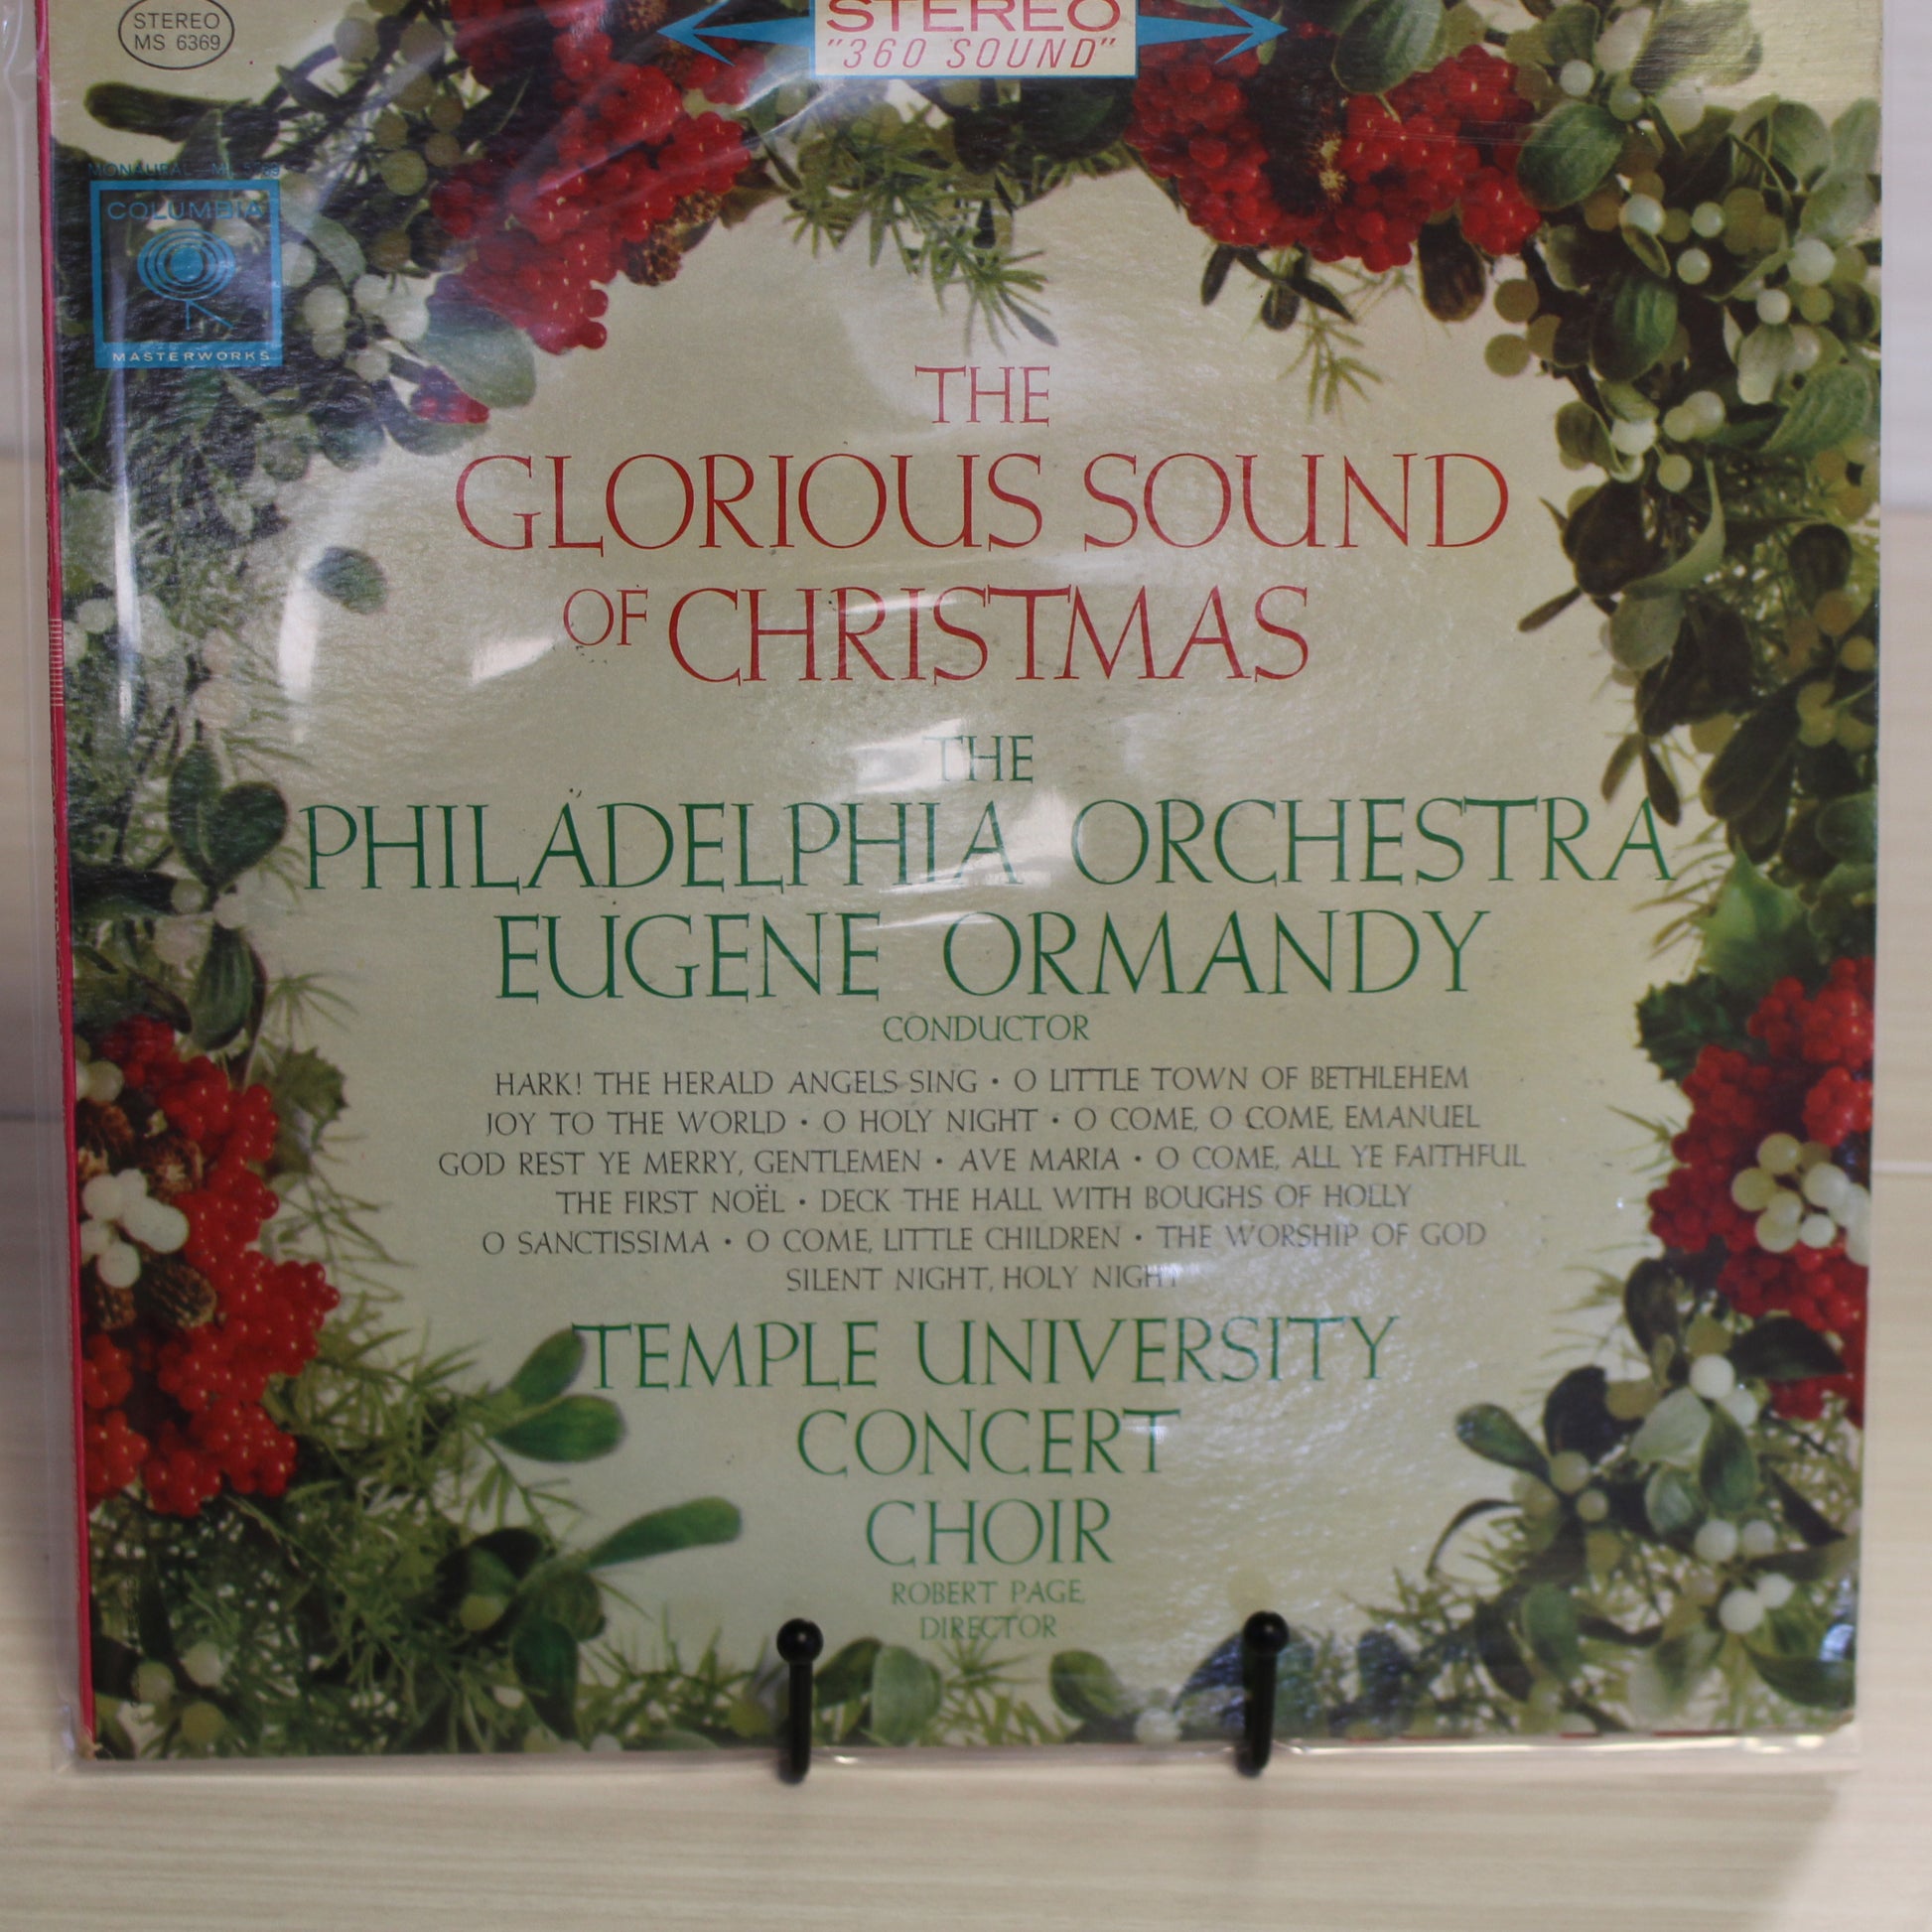 STEREO
MS 6369
STEREO
"360 SOUND"
COLUMBIA
MASTERWORKS
THE
GLORIOUS SOUND
OF CHRISTMAS
THE
PHILADELPHIA ORCHESTRA
EUGENE ORMANDY
CONDUCTOR
HARK! THE HERALD ANGELS SING • O LITTLE TOWN OF BETHLEHEM
JOY TO THE WORLD • O HOLY NIGHT • O COME, O COME, EMANUEL
GOD REST YE MERRY, GENTLEMEN • AVE MARIA • O COME, ALL YE FAITHFUL
THE FIRST NOËL • DECK THE HALL WITH BOUGHS OF HOLLY
O SANCTISSIMA • O COME, LITTLE CHILDREN • THE WORSHIP OF GOD
SILENT NIGHT, HOLY NIGHT
TEMPLE UNIVERSITY
CONCERT
CHOIR
ROBERT PAGE,
DIRECTOR